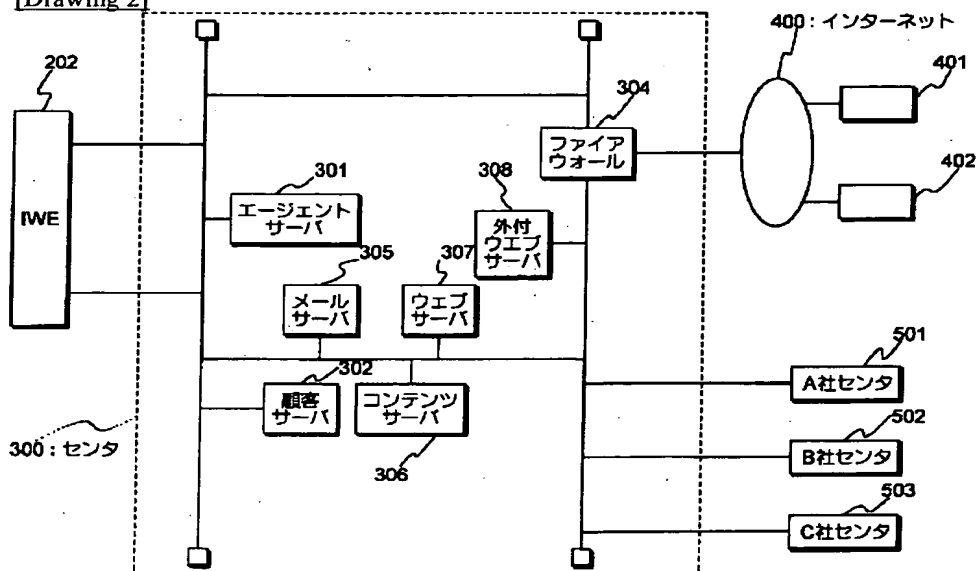 [Drawing 2]
400：インターネット
202
401
304
ファイア
ウォール
402
301
308
IWE
エージェント
サーバ
外付
ウエブ
サーバ
305
307
メール
サーバ
ウェブ
サーバ
501
A社センタ
302
顧客
サーバ
コンテンツ
サーバ
502
300：センタ
306
B社センタ
503
C社センタ